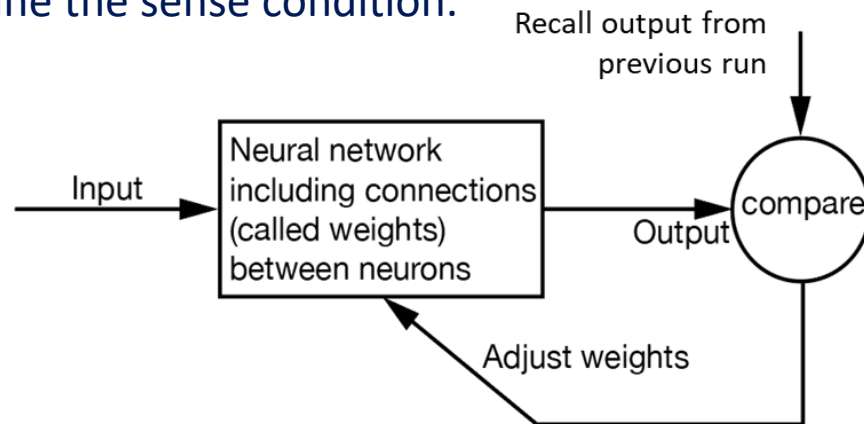 the sense condition.
Recall output from
previous run
Input
Neural network
including connections
(called weights)
between neurons
Output
compare
Adjust weights